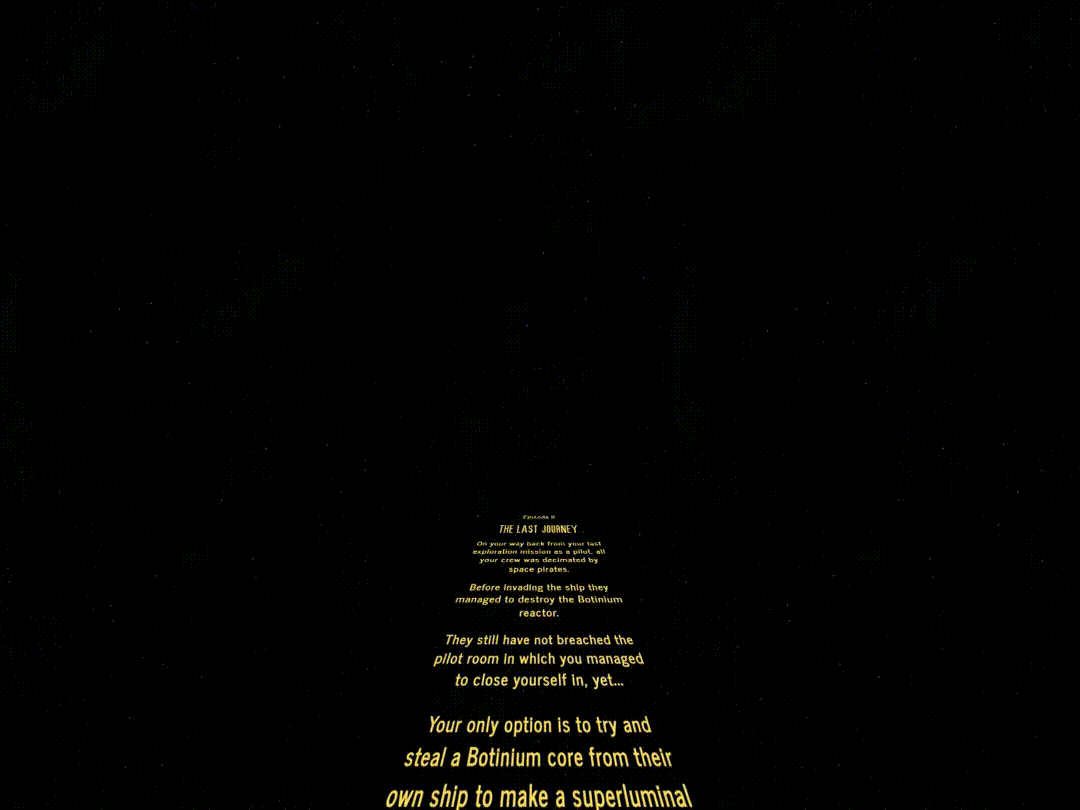 Episode II
THE LAST JOURNEY
On your way back from your last
exploration mission as a pilot, all
your crew was decimated by
space pirates.
Before invading the ship they
managed to destroy the Botinium
reactor.
They still have not breached the
pilot room in which you managed
to close yourself in, yet...
Your only option is to try and
steal a Botinium core from their
own ship to make a superluminal